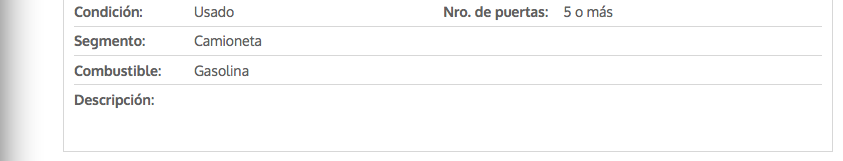 Condición: Usado Nro. de puertas: 5 o más
Segmento: Camioneta
Combustible: Gasolina
Descripción: